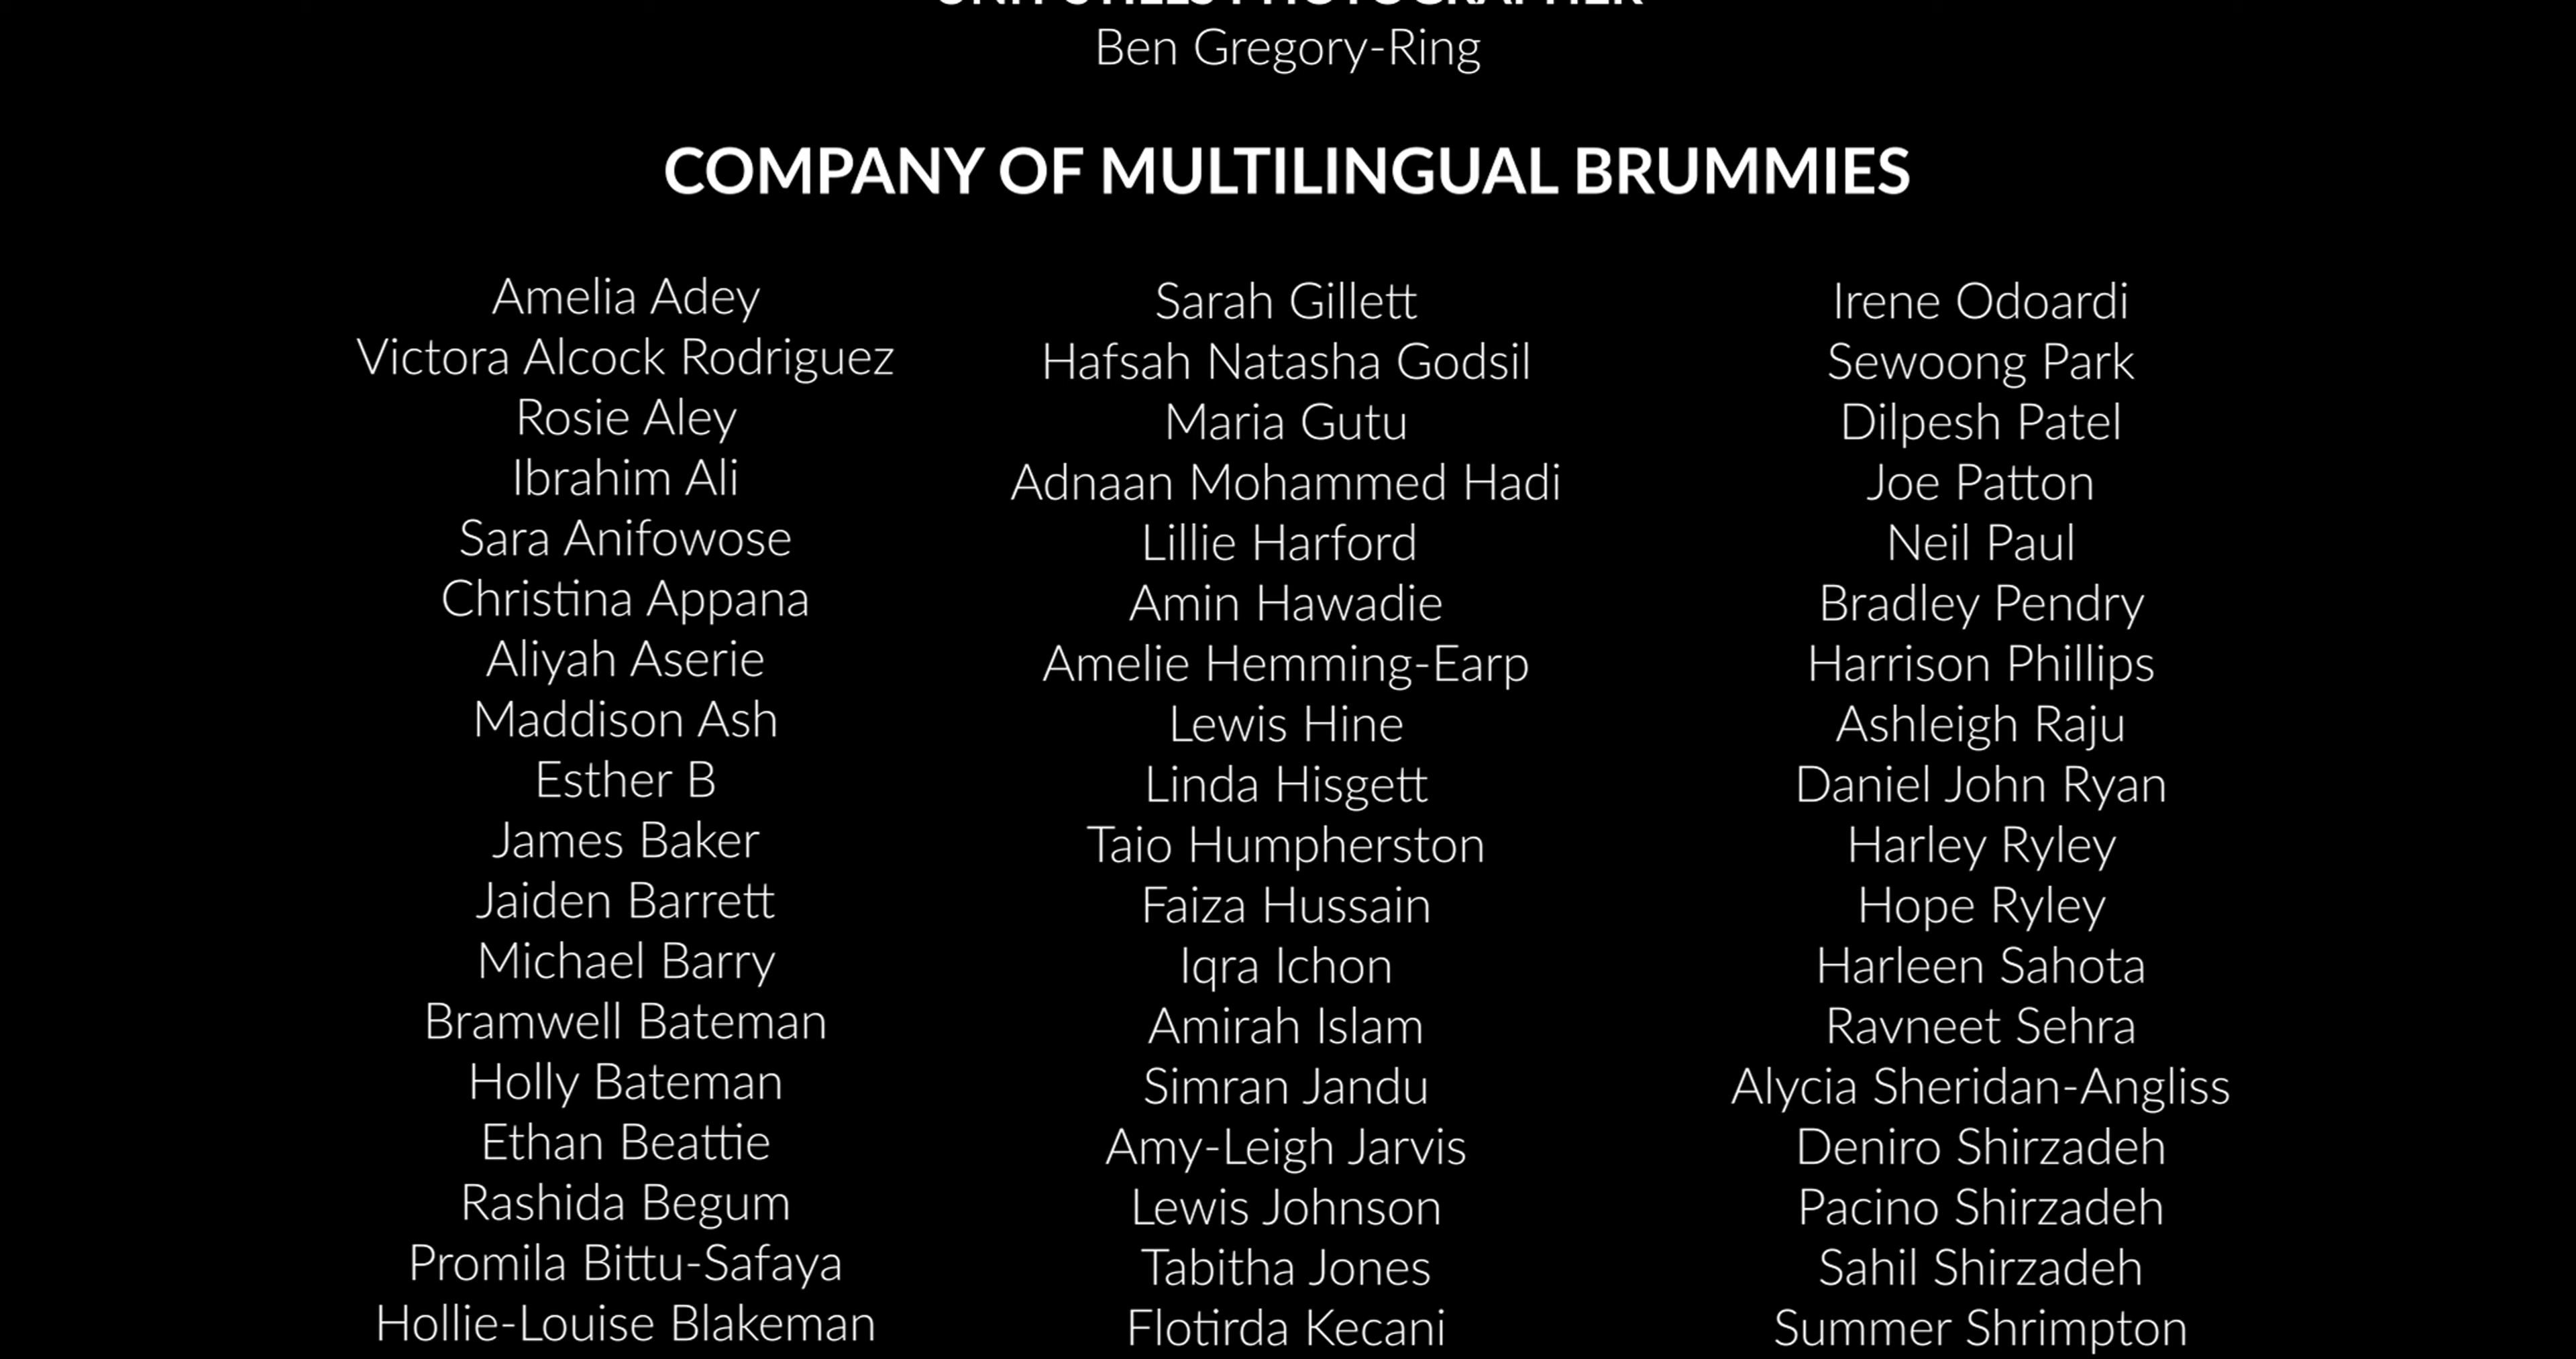 UNIT STILLS PHOTOGRAPHER
Ben Gregory-Ring
COMPANY OF MULTILINGUAL BRUMMIES
Amelia Adey
Victora Alcock Rodriguez
Rosie Aley
Ibrahim Ali
Sara Anifowose
Christina Appana
Aliyah Aserie
Maddison Ash
Esther B
James Baker
Jaiden Barrett
Michael Barry
Bramwell Bateman
Holly Bateman
Ethan Beattie
Rashida Begum
Promila Bittu-Safaya
Hollie-Louise Blakeman
Sarah Gillett
Hafsah Natasha Godsil
Maria Gutu
Adnaan Mohammed Hadi
Lillie Harford
Amin Hawadie
Amelie Hemming-Earp
Lewis Hine
Linda Hisgett
Taio Humpherston
Faiza Hussain
Iqra Ichon
Amirah Islam
Simran Jandu
Amy-Leigh Jarvis
Lewis Johnson
Tabitha Jones
Flotirda Kecani
Irene Odoardi
Sewoong Park
Dilpesh Patel
Joe Patton
Neil Paul
Bradley Pendry
Harrison Phillips
Ashleigh Raju
Daniel John Ryan
Harley Ryley
Hope Ryley
Harleen Sahota
Ravneet Sehra
Alycia Sheridan-Angliss
Deniro Shirzadeh
Pacino Shirzadeh
Sahil Shirzadeh
Summer Shrimpton